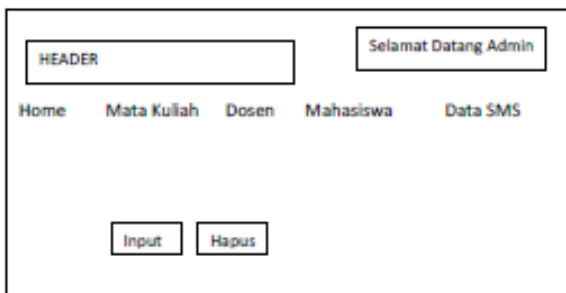 HEADER
Selamat Datang Admin
Home Mata Kuliah Dosen Mahasiswa Data SMS
Input Hapus